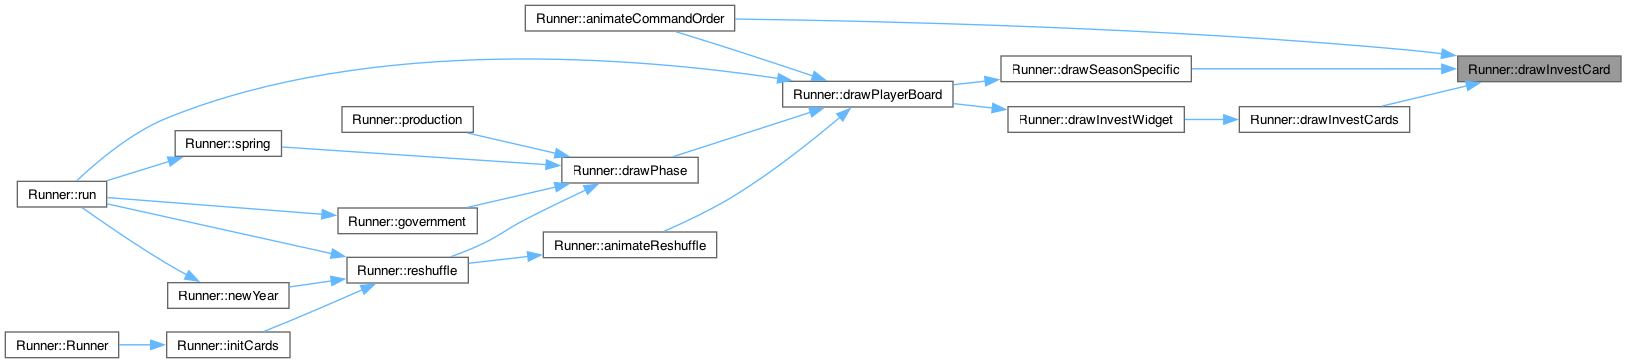 Runner::animateCommandOrder
Runner::drawSeasonSpecific
Runner::drawInvestCard
Runner::drawPlayerBoard
Runner::production
Runner::drawInvestWidget
Runner::drawInvestCards
Runner::spring
Runner::drawPhase
Runner::run
Runner::government
Runner::animateReshuffle
Runner::reshuffle
Runner::newYear
Runner::Runner
Runner::initCards